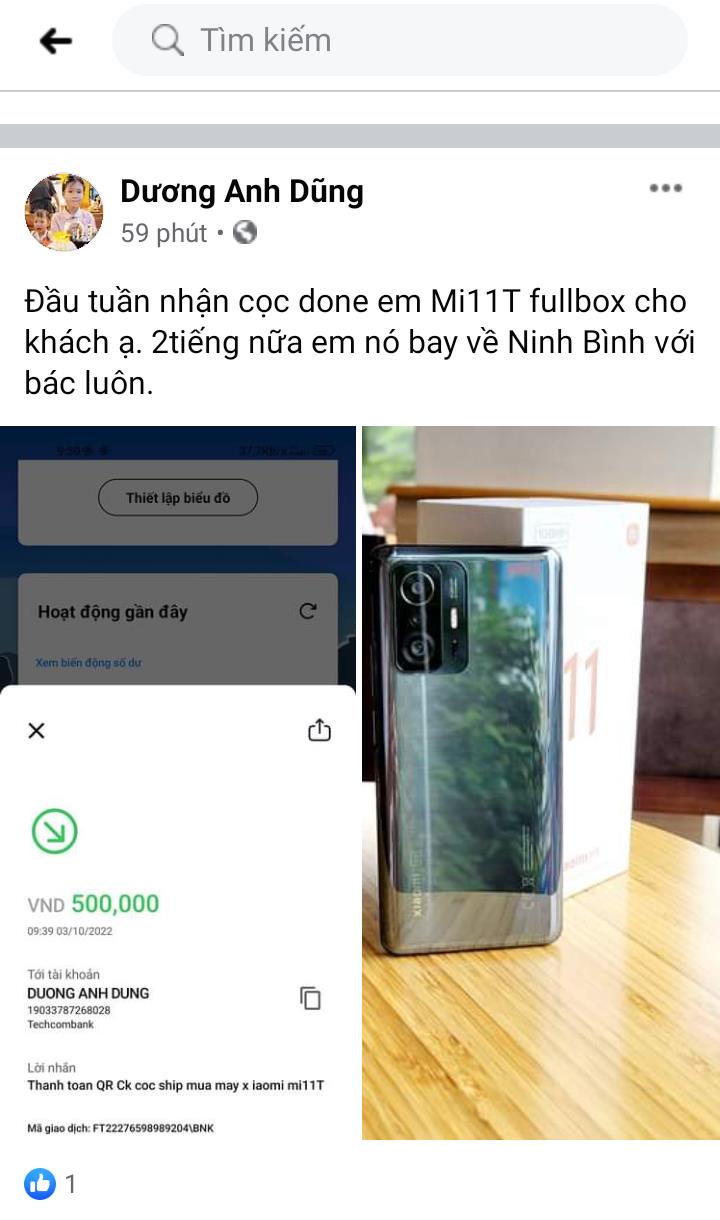 Tìm kiếm
Dương Anh Dũng
59 phút •
Đầu tuần nhận cọc done em Mi11T fullbox cho
khách ạ. 2tiếng nữa em nó bay về Ninh Bình với
bác luôn.
Thiết lập biểu đồ
Hoạt động gần đây
Xem biến động số dư
VND 500,000
09:39 03/10/2022
Tới tài khoản
DUONG ANH DUNG
19033787268028
Techcombank
Lời nhắn
Thanh toan QR Ck coc ship mua may x iaomi mi11T
Mã giao dịch: FT22276598989204\BNK
11
xiaomi
1